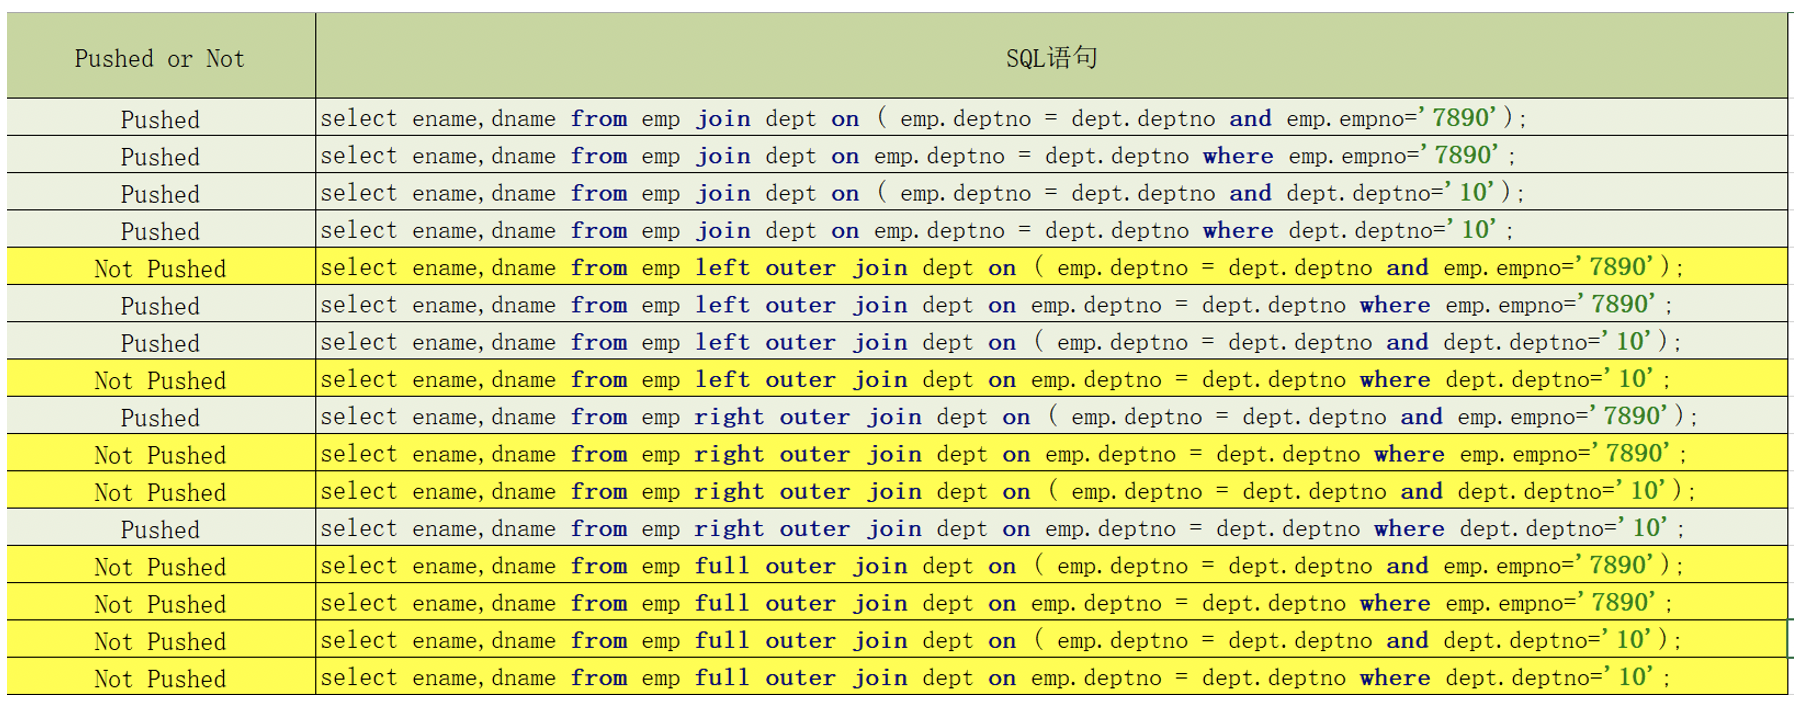 Pushed or Not SQL语句
Pushed select ename,dname from emp join dept on ( emp.deptno = dept.deptno and emp.empno='7890');
Pushed select ename,dname from emp join dept on emp.deptno = dept.deptno where emp.empno='7890';
Pushed select ename,dname from emp join dept on ( emp.deptno = dept.deptno and dept.deptno='10');
Pushed select ename,dname from emp join dept on emp.deptno = dept.deptno where dept.deptno='10';
Not Pushed select ename,dname from emp left outer join dept on ( emp.deptno = dept.deptno and emp.empno='7890');
Pushed select ename,dname from emp left outer join dept on emp.deptno = dept.deptno where emp.empno='7890';
Pushed select ename,dname from emp left outer join dept on ( emp.deptno = dept.deptno and dept.deptno='10');
Not Pushed select ename,dname from emp left outer join dept on emp.deptno = dept.deptno where dept.deptno='10';
Pushed select ename,dname from emp right outer join dept on ( emp.deptno = dept.deptno and emp.empno='7890');
Not Pushed select ename,dname from emp right outer join dept on emp.deptno = dept.deptno where emp.empno='7890';
Not Pushed select ename,dname from emp right outer join dept on ( emp.deptno = dept.deptno and dept.deptno='10');
Pushed select ename,dname from emp right outer join dept on emp.deptno = dept.deptno where dept.deptno='10';
Not Pushed select ename,dname from emp full outer join dept on ( emp.deptno = dept.deptno and emp.empno='7890');
Not Pushed select ename,dname from emp full outer join dept on emp.deptno = dept.deptno where emp.empno='7890';
Not Pushed select ename,dname from emp full outer join dept on ( emp.deptno = dept.deptno and dept.deptno='10');
Not Pushed select ename,dname from emp full outer join dept on emp.deptno = dept.deptno where dept.deptno='10';